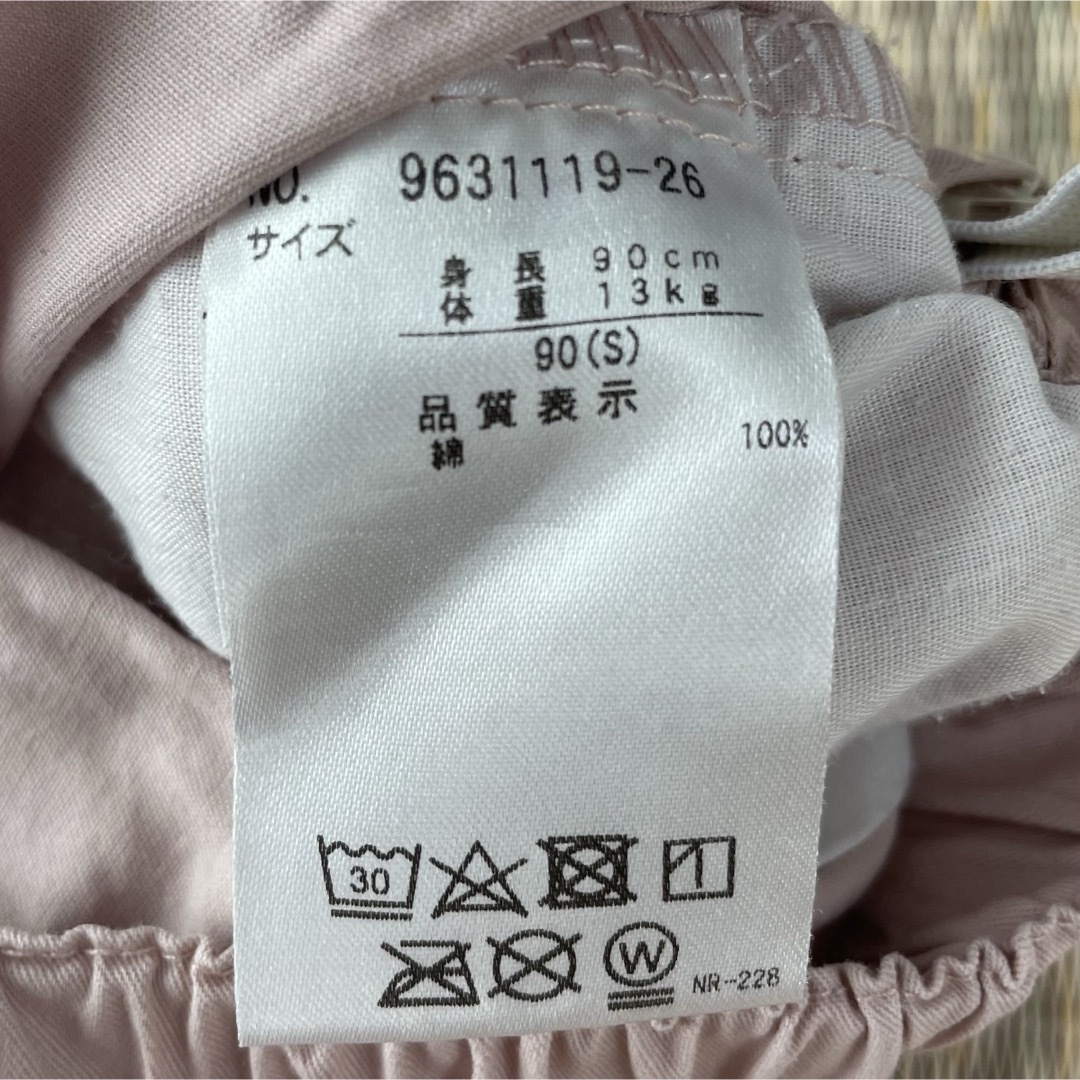 NO. 9631119-26
サイズ
身長 90cm
体重 13kg
90(S)
品質表示
綿 100%
30
W
NR-228